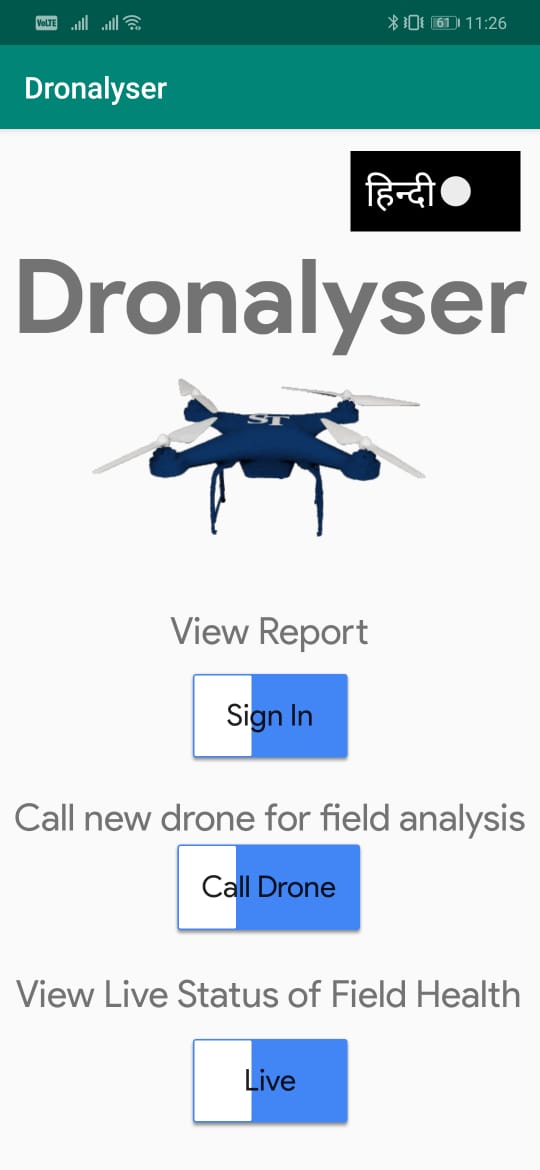 VoLTE 61 11:26
Dronalyser
हिन्दी
Dronalyser
ST
View Report
Sign In
Call new drone for field analysis
Call Drone
View Live Status of Field Health
Live